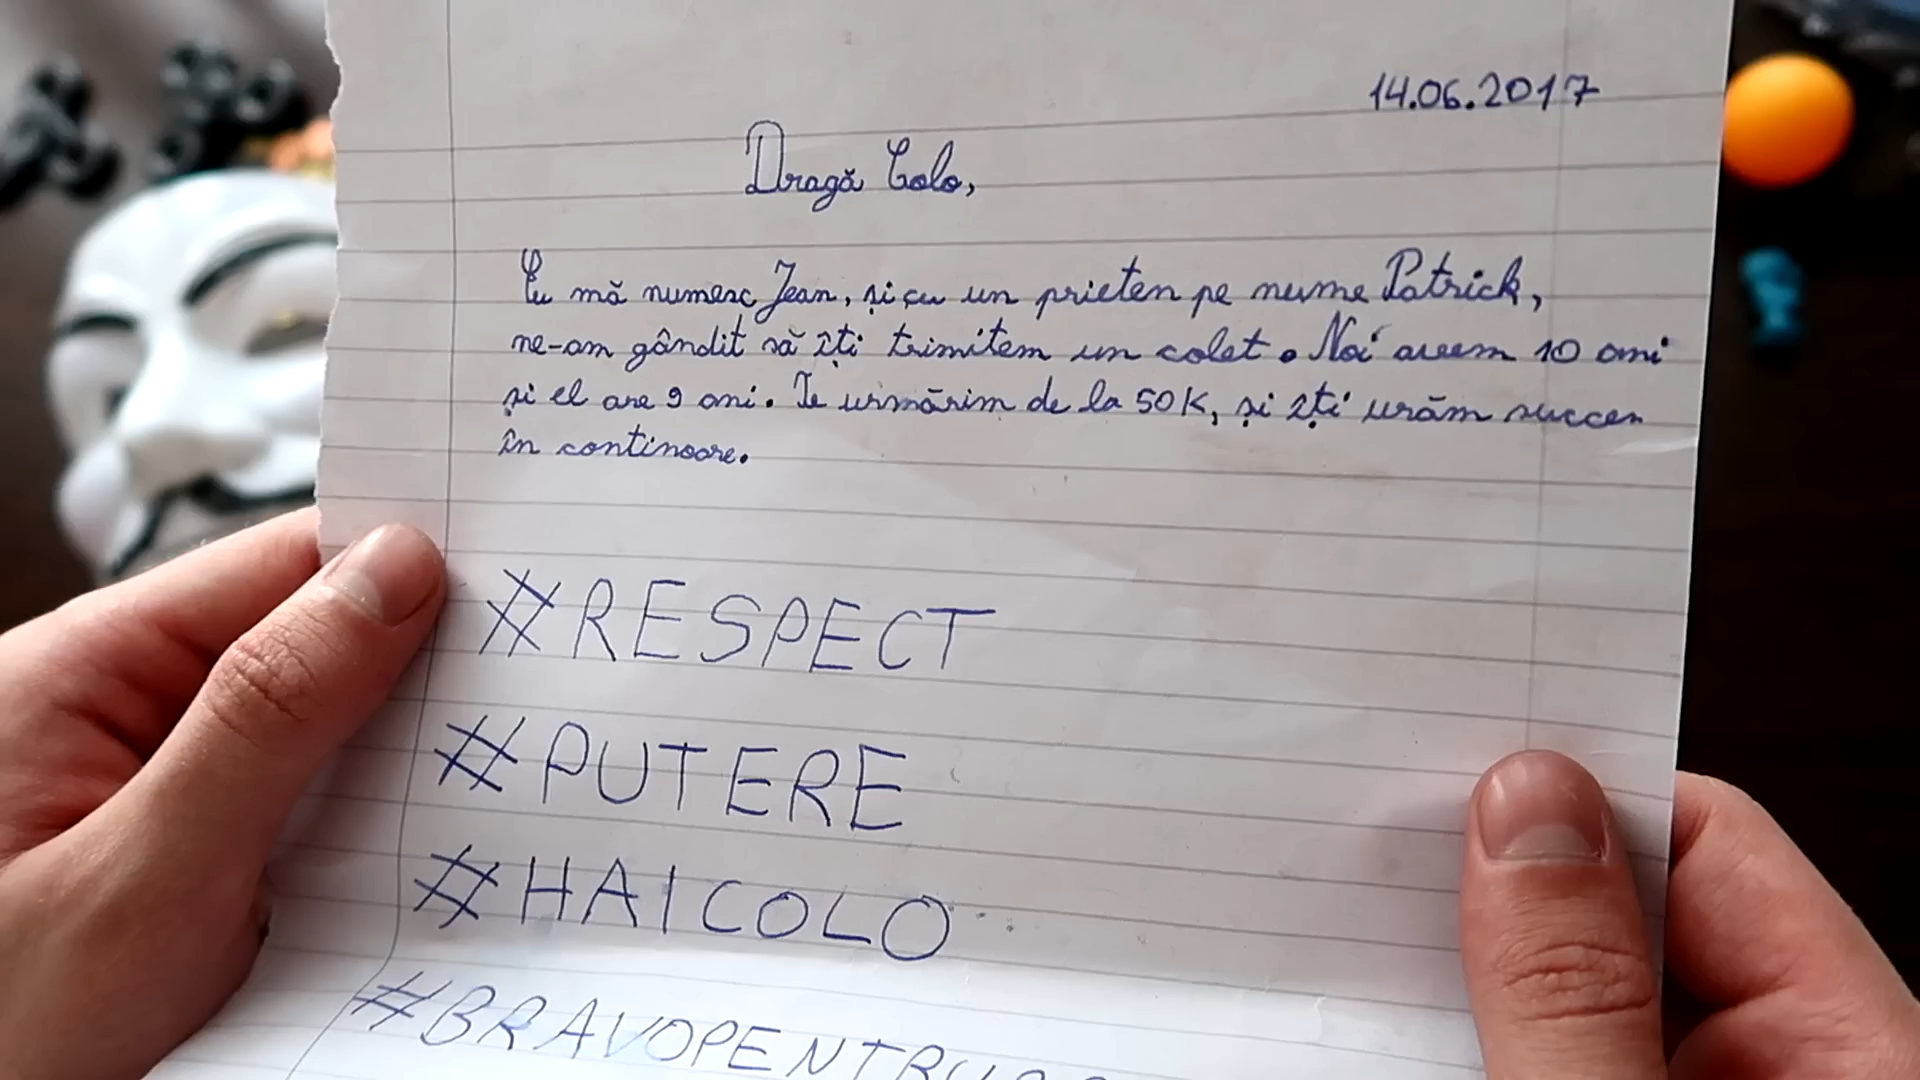 14.06.2017
Dragă Colo,
Eu mă numesc Jean, și cu un prieten pe nume Patrick,
ne-am gândit să îți trimitem un colet. Noi avem 10 ani
și el are 9 ani. Te urmărim de la 50K, și îți urăm succes
în continoare.
#RESPECT
#PUTERE
#HAICOLO
#BRAVOPENTRU